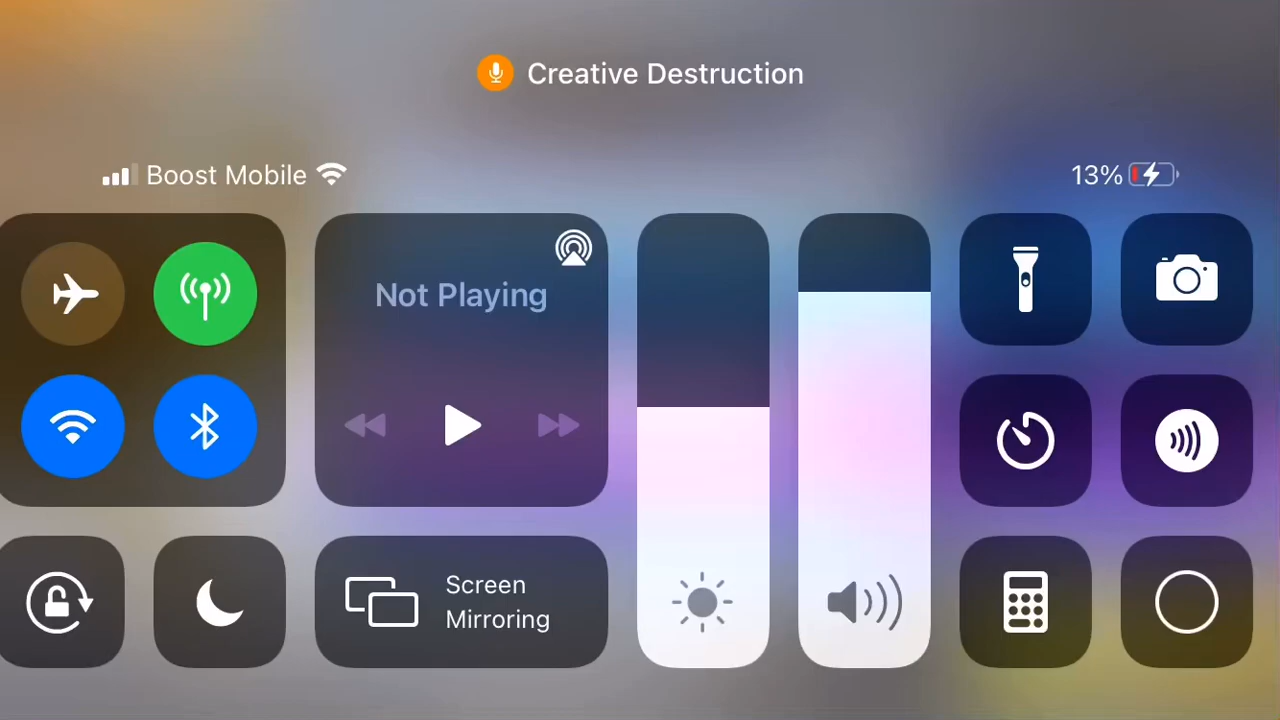 Creative Destruction
Boost Mobile
13%
Not Playing
Screen
Mirroring